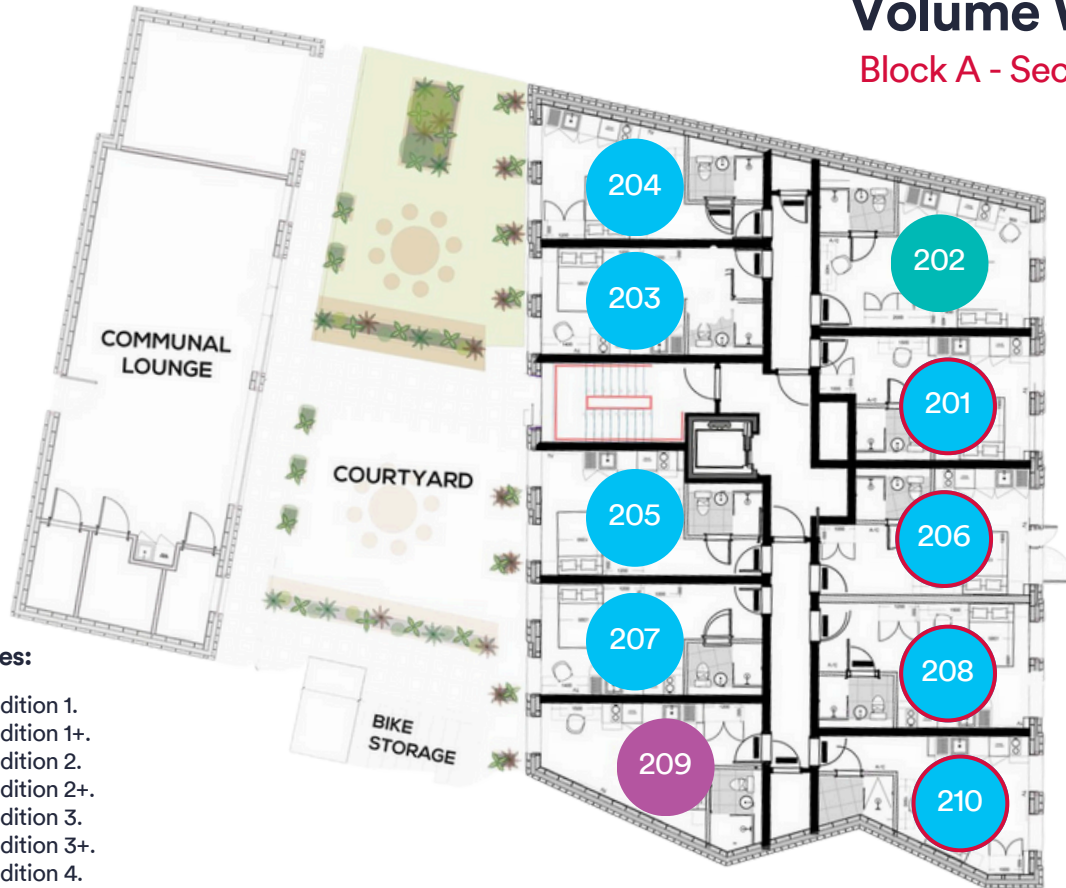 Volume W
Block A - Sec
204
202
203
201
COMMUNAL
LOUNGE
COURTYARD
205
206
207
208
BIKE
STORAGE
209
210
es:
dition 1.
dition 1+.
dition 2.
dition 2+.
dition 3.
dition 3+.
dition 4.